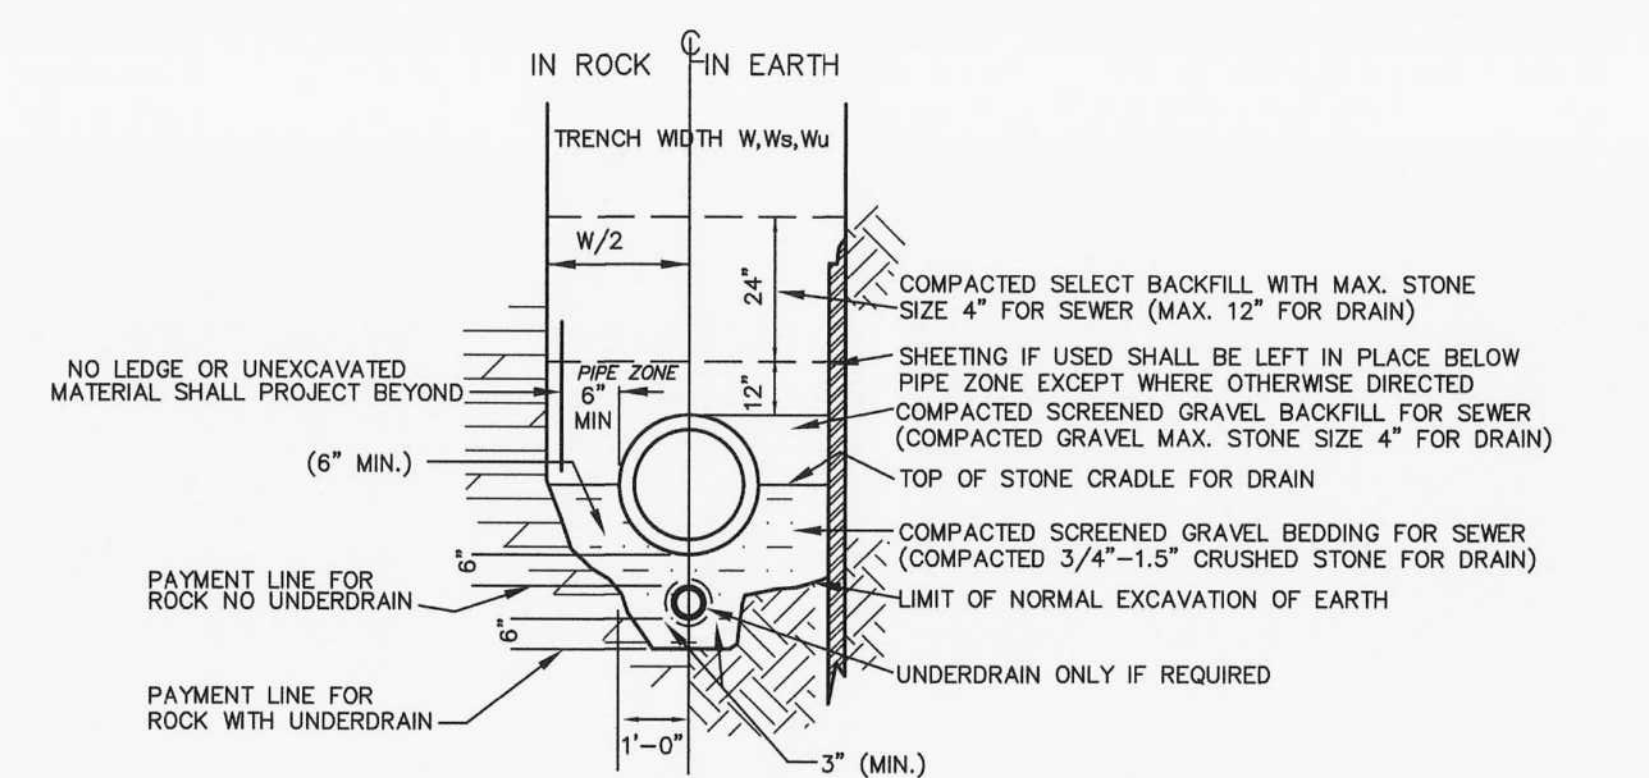 ℄
IN ROCK IN EARTH
TRENCH WIDTH W,Ws,Wu
W/2
24"
COMPACTED SELECT BACKFILL WITH MAX. STONE
SIZE 4" FOR SEWER (MAX. 12" FOR DRAIN)
SHEETING IF USED SHALL BE LEFT IN PLACE BELOW
PIPE ZONE EXCEPT WHERE OTHERWISE DIRECTED
NO LEDGE OR UNEXCAVATED
MATERIAL SHALL PROJECT BEYOND
PIPE ZONE
6"
MIN
12"
COMPACTED SCREENED GRAVEL BACKFILL FOR SEWER
(COMPACTED GRAVEL MAX. STONE SIZE 4" FOR DRAIN)
(6" MIN.)
TOP OF STONE CRADLE FOR DRAIN
COMPACTED SCREENED GRAVEL BEDDING FOR SEWER
(COMPACTED 3/4"-1.5" CRUSHED STONE FOR DRAIN)
6"
PAYMENT LINE FOR
ROCK NO UNDERDRAIN
LIMIT OF NORMAL EXCAVATION OF EARTH
6"
UNDERDRAIN ONLY IF REQUIRED
PAYMENT LINE FOR
ROCK WITH UNDERDRAIN
1'-0"
3" (MIN.)